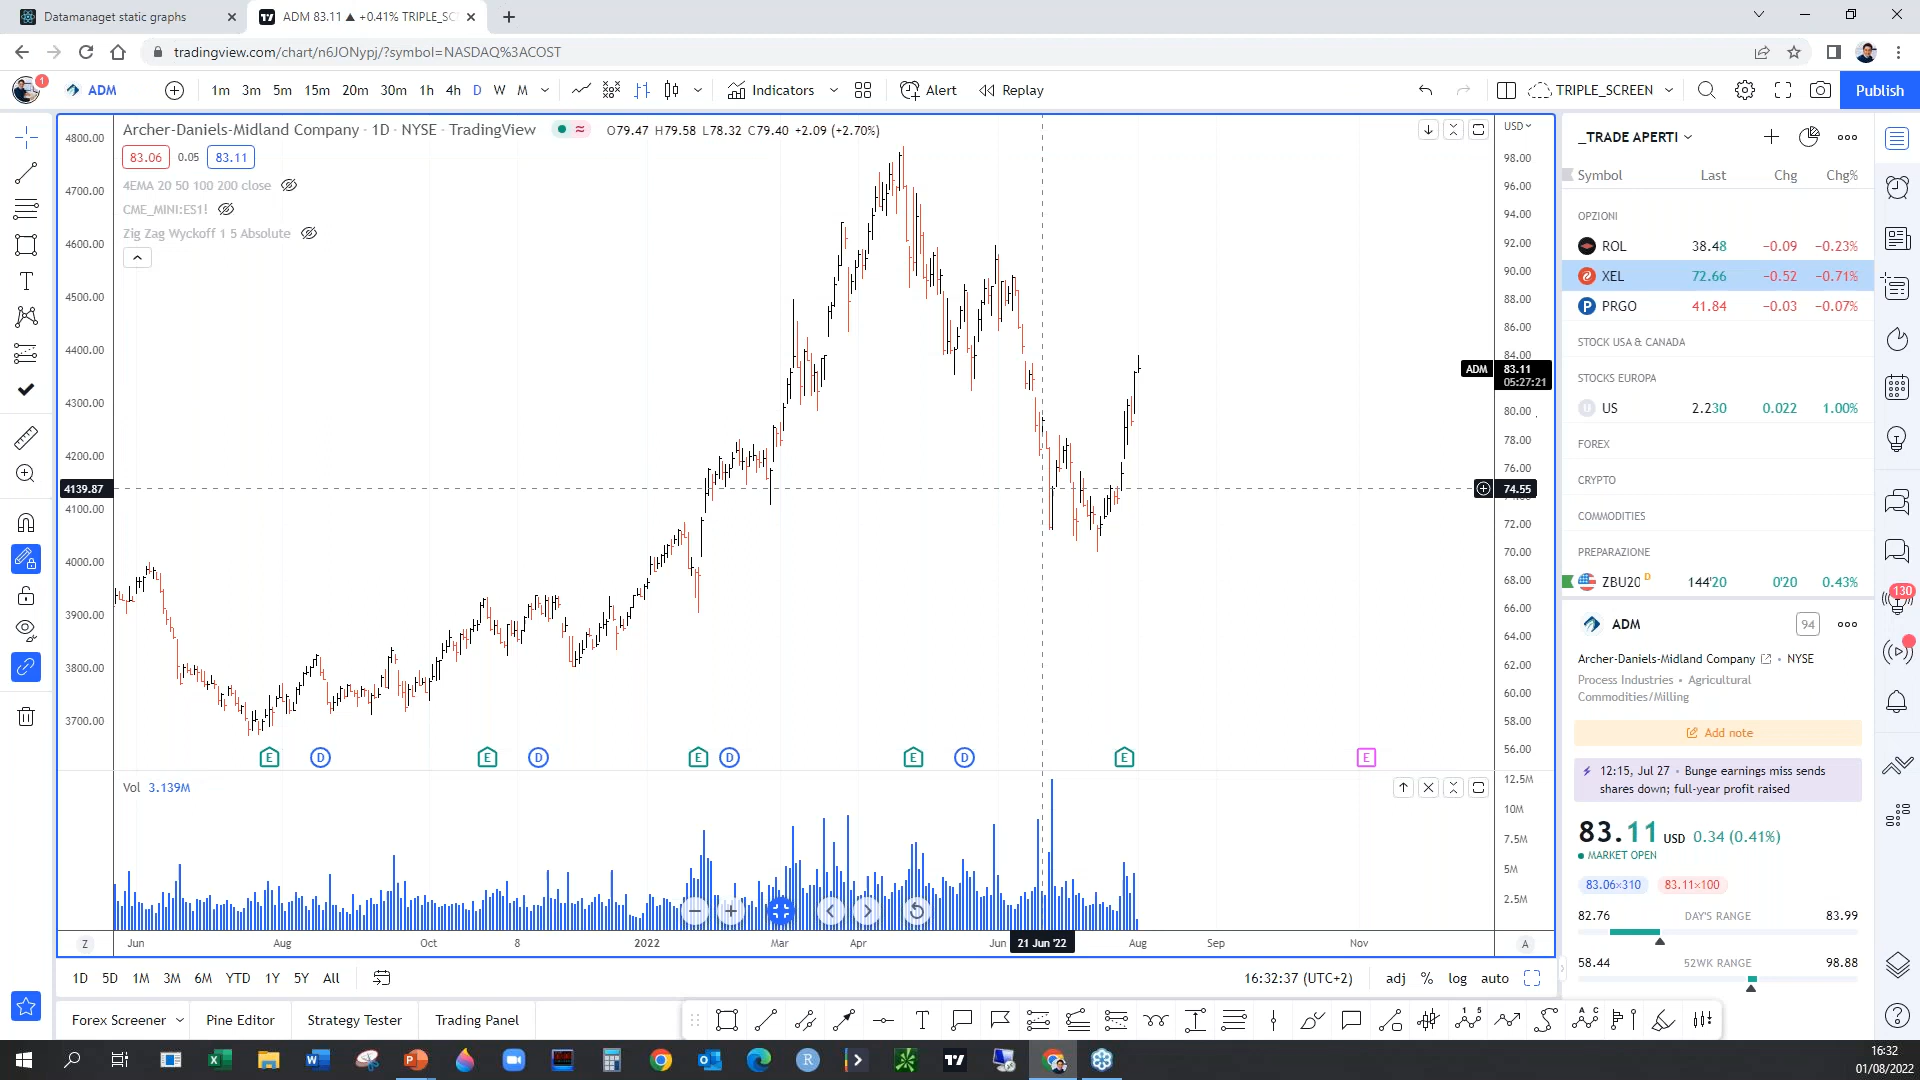 Datamanaget static graphs
ADM 83.11 ▲ +0.41% TRIPLE_SC
tradingview.com/chart/n6JONypj/?symbol=NASDAQ%3ACOST
1
ADM
1m 3m 5m 15m 20m 30m 1h 4h D W M
Indicators
Alert
Replay
TRIPLE_SCREEN
Publish
Archer-Daniels-Midland Company · 1D · NYSE · TradingView
O79.47 H79.58 L78.32 C79.40 +2.09 (+2.70%)
83.06 0.05 83.11
4EMA 20 50 100 200 close
CME_MINI:ES1!
Zig Zag Wyckoff 1 5 Absolute
4800.00
4700.00
4600.00
4500.00
4400.00
4300.00
4200.00
4139.87
4100.00
4000.00
3900.00
3800.00
3700.00
USD
98.00
96.00
94.00
92.00
90.00
88.00
86.00
84.00
ADM 83.11
05:27:21
80.00
78.00
76.00
74.55
72.00
70.00
68.00
66.00
64.00
62.00
60.00
58.00
56.00
E D E D E D E D E E
Vol 3.139M
12.5M
10M
7.5M
5M
2.5M
Z Jun Aug Oct 8 2022 Mar Apr Jun 21 Jun '22 Aug Sep Nov A
1D 5D 1M 3M 6M YTD 1Y 5Y All
16:32:37 (UTC+2) adj % log auto
Forex Screener Pine Editor Strategy Tester Trading Panel
_TRADE APERTI
Symbol Last Chg Chg%
OPZIONI
ROL 38.48 −0.09 −0.23%
XEL 72.66 −0.52 −0.71%
PRGO 41.84 −0.03 −0.07%
STOCK USA & CANADA
STOCKS EUROPA
US 2.230 0.022 1.00%
FOREX
CRYPTO
COMMODITIES
PREPARAZIONE
ZBU20 D 144'20 0'20 0.43%
ADM 94
Archer-Daniels-Midland Company • NYSE
Process Industries • Agricultural
Commodities/Milling
Add note
12:15, Jul 27 • Bunge earnings miss sends
shares down; full-year profit raised
83.11 USD 0.34 (0.41%)
MARKET OPEN
83.06×310 83.11×100
82.76 DAY'S RANGE 83.99
58.44 52WK RANGE 98.88
130
16:32
01/08/2022